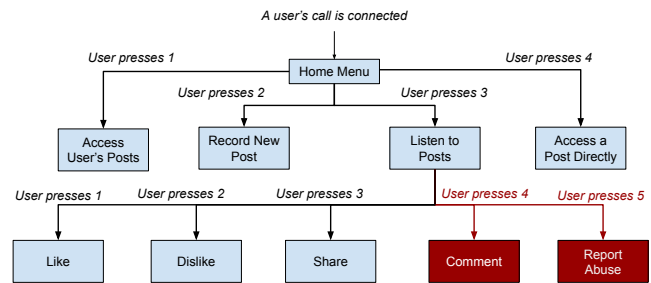 A user's call is connected
User presses 1
User presses 4
Home Menu
User presses 2
User presses 3
Access
User's Posts
Record New
Post
Listen to
Posts
Access a
Post Directly
User presses 1
User presses 2
User presses 3
User presses 4
User presses 5
Like
Dislike
Share
Comment
Report
Abuse